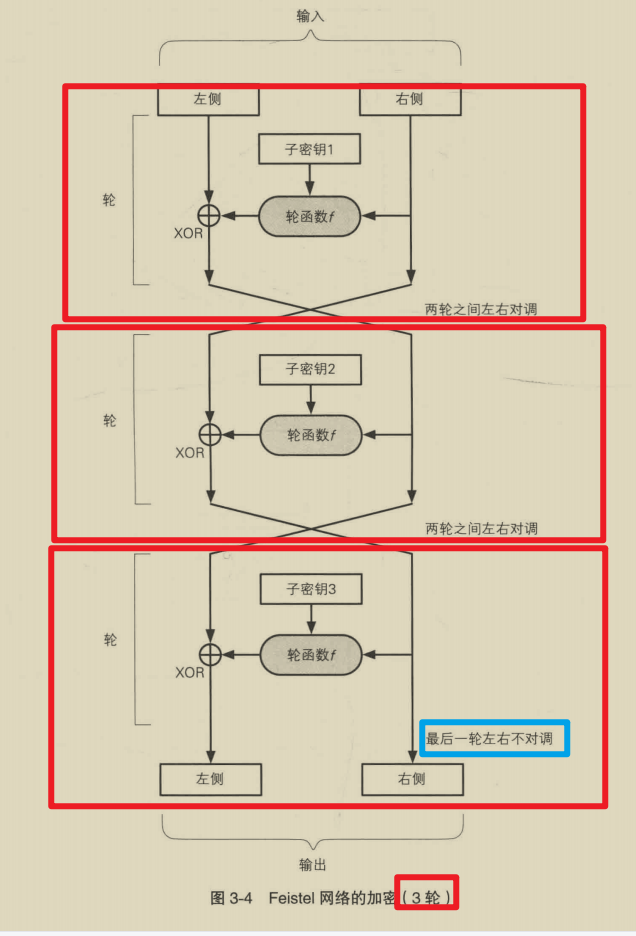 输入
左侧 右侧
子密钥1
轮
轮函数f
XOR
两轮之间左右对调
子密钥2
轮
轮函数f
XOR
两轮之间左右对调
子密钥3
轮
轮函数f
XOR
最后一轮左右不对调
左侧 右侧
输出
图 3-4 Feistel 网络的加密(3 轮)